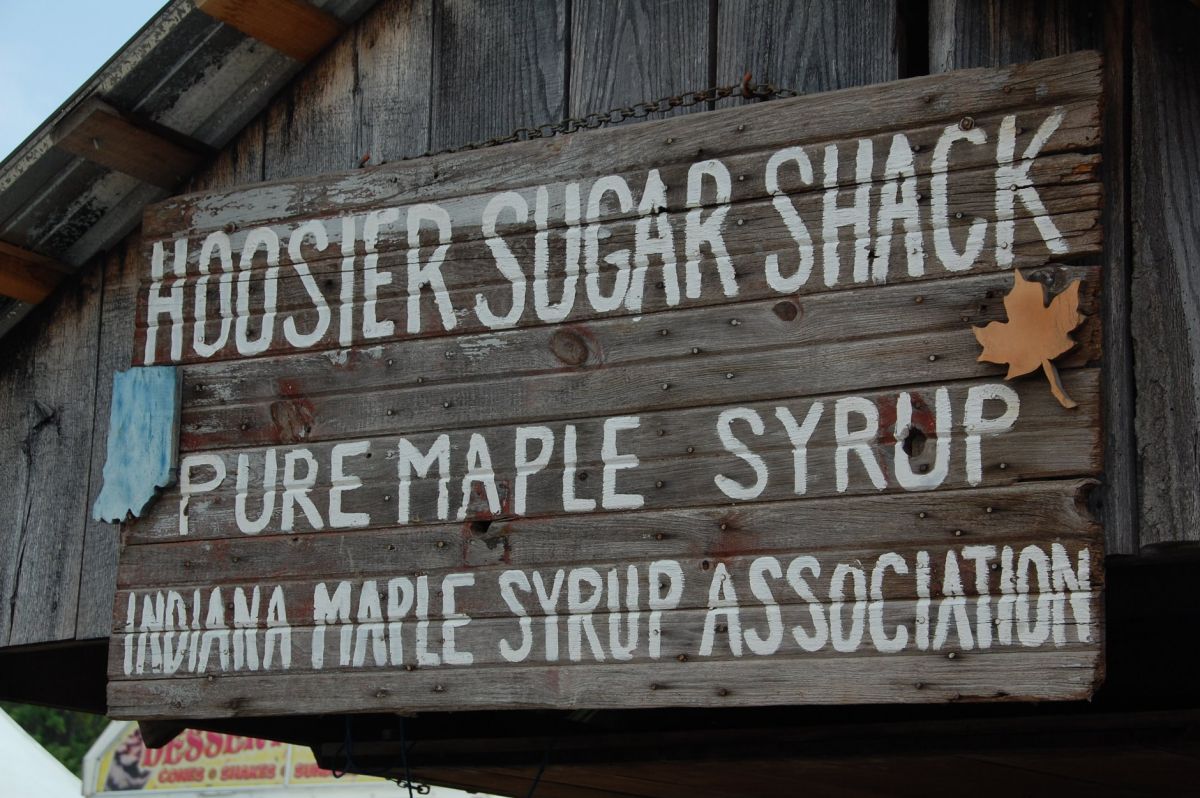 HOOSIER SUGAR SHACK
PURE MAPLE SYRUP
INDIANA MAPLE SYRUP ASSOCIATION
CONES • SHAKES •